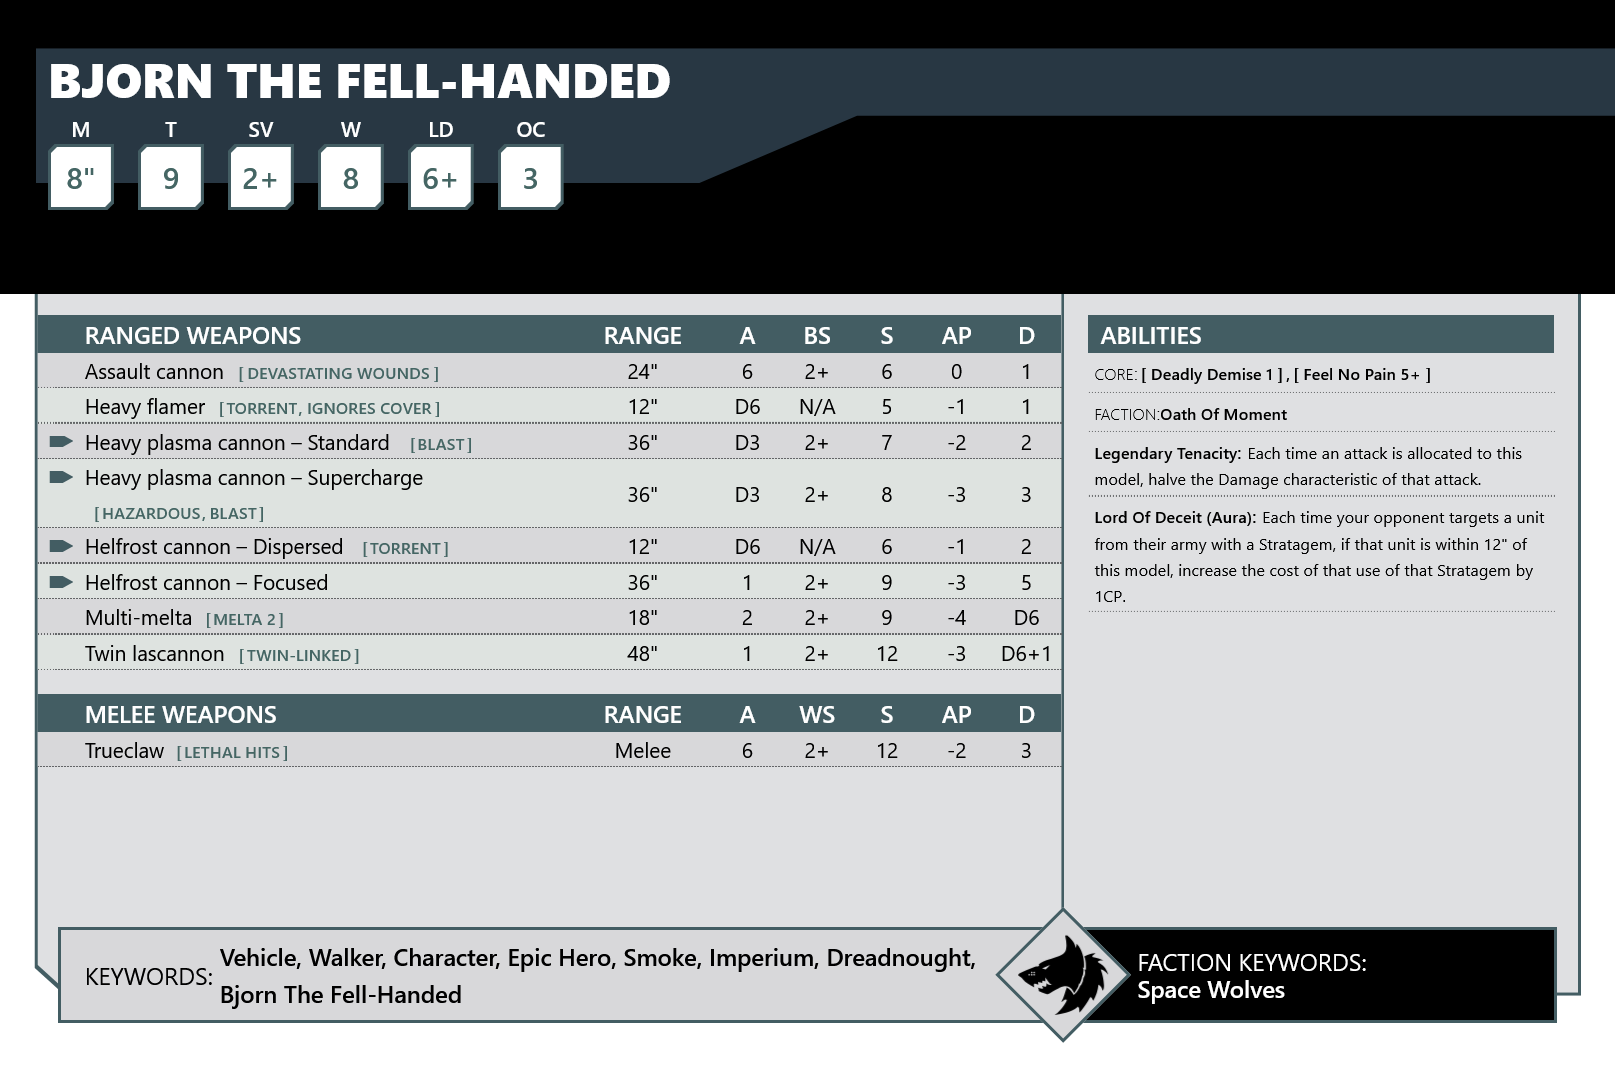 BJORN THE FELL-HANDED
M T SV W LD OC
8" 9 2+ 8 6+ 3
RANGED WEAPONS RANGE A BS S AP D
Assault cannon [DEVASTATING WOUNDS] 24" 6 2+ 6 0 1
Heavy flamer [TORRENT, IGNORES COVER] 12" D6 N/A 5 -1 1
Heavy plasma cannon – Standard [BLAST] 36" D3 2+ 7 -2 2
Heavy plasma cannon – Supercharge
[HAZARDOUS, BLAST] 36" D3 2+ 8 -3 3
Helfrost cannon – Dispersed [TORRENT] 12" D6 N/A 6 -1 2
Helfrost cannon – Focused 36" 1 2+ 9 -3 5
Multi-melta [MELTA 2] 18" 2 2+ 9 -4 D6
Twin lascannon [TWIN-LINKED] 48" 1 2+ 12 -3 D6+1
MELEE WEAPONS RANGE A WS S AP D
Trueclaw [LETHAL HITS] Melee 6 2+ 12 -2 3
ABILITIES
CORE: [ Deadly Demise 1 ] , [ Feel No Pain 5+ ]
FACTION:Oath Of Moment
Legendary Tenacity: Each time an attack is allocated to this
model, halve the Damage characteristic of that attack.
Lord Of Deceit (Aura): Each time your opponent targets a unit
from their army with a Stratagem, if that unit is within 12" of
this model, increase the cost of that use of that Stratagem by
1CP.
KEYWORDS: Vehicle, Walker, Character, Epic Hero, Smoke, Imperium, Dreadnought,
Bjorn The Fell-Handed
FACTION KEYWORDS:
Space Wolves